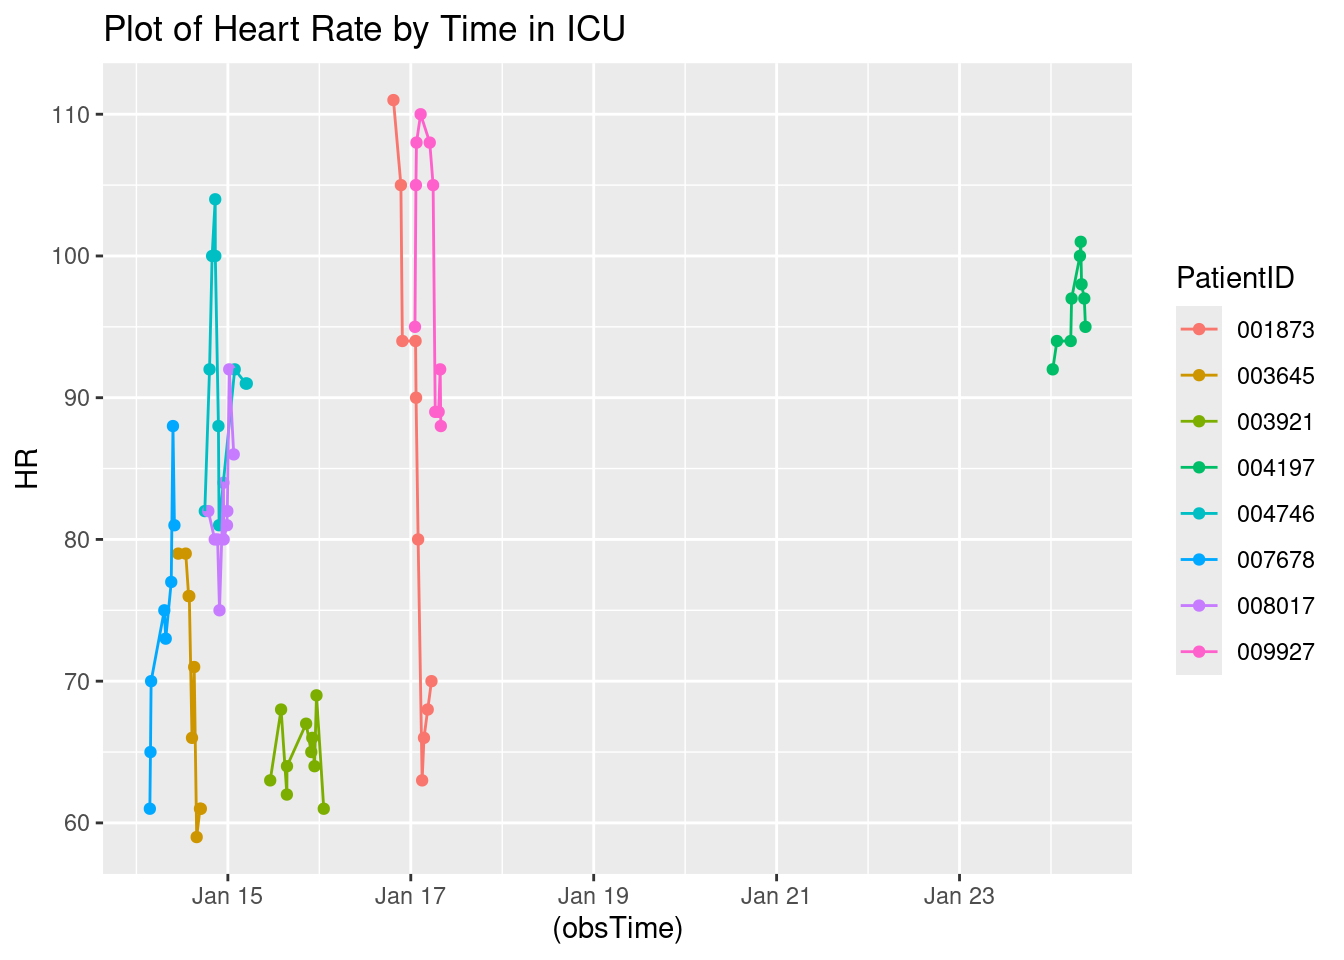 Plot of Heart Rate by Time in ICU
HR
110
100
90
80
70
60
Jan 15
Jan 17
Jan 19
Jan 21
Jan 23
(obsTime)
PatientID
001873
003645
003921
004197
004746
007678
008017
009927